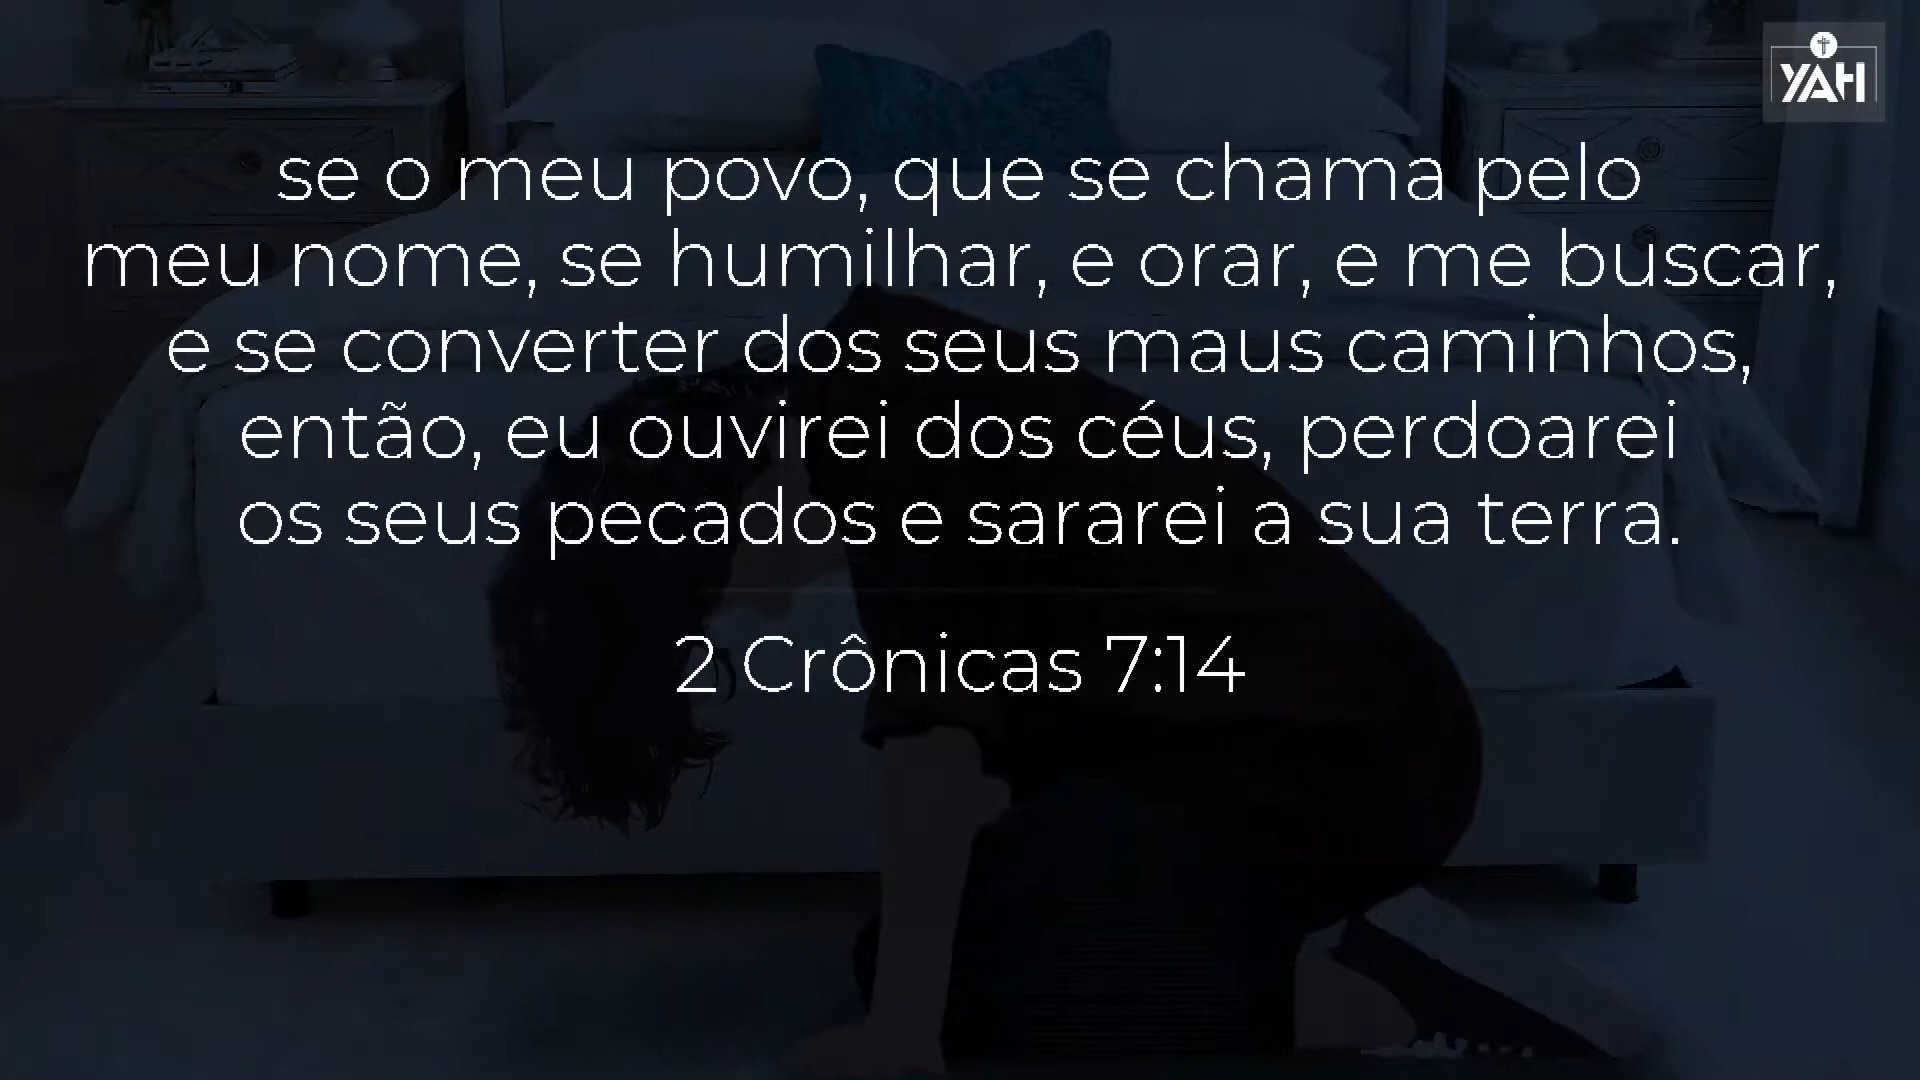 YAH
se o meu povo, que se chama pelo
meu nome, se humilhar, e orar, e me buscar,
e se converter dos seus maus caminhos,
então, eu ouvirei dos céus, perdoarei
os seus pecados e sararei a sua terra.
2 Crônicas 7:14